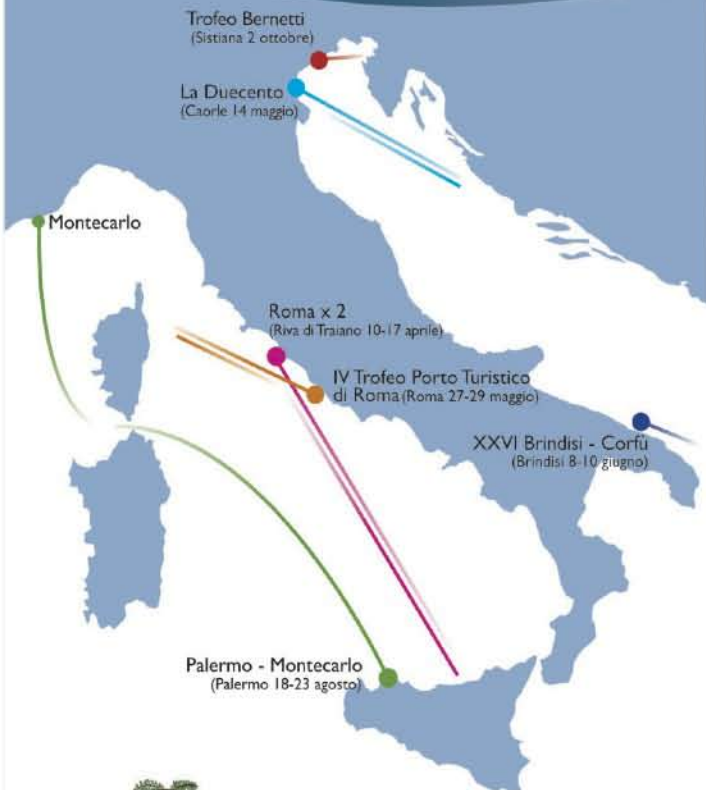 Trofeo Bernetti
(Sistiana 2 ottobre)
La Duecento
(Caorle 14 maggio)
Montecarlo
Roma x 2
(Riva di Traiano 10-17 aprile)
IV Trofeo Porto Turistico
di Roma (Roma 27-29 maggio)
XXVI Brindisi - Corfù
(Brindisi 8-10 giugno)
Palermo - Montecarlo
(Palermo 18-23 agosto)